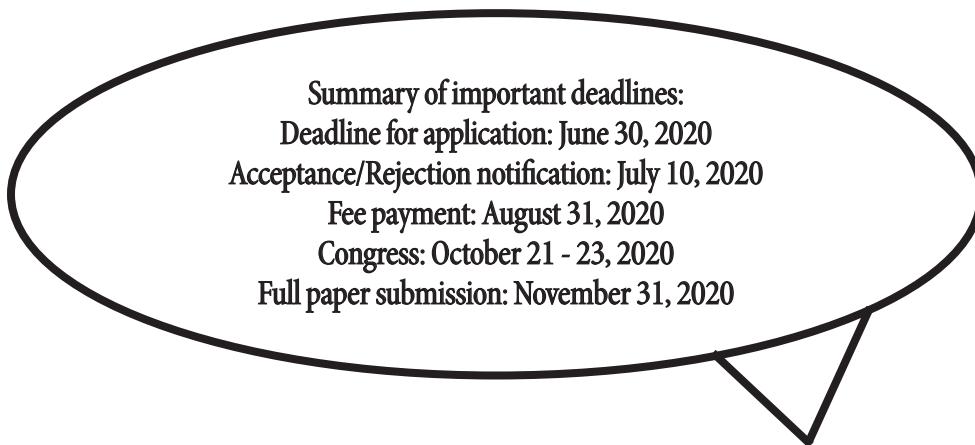 Summary of important deadlines:
Deadline for application: June 30, 2020
Acceptance/Rejection notification: July 10, 2020
Fee payment: August 31, 2020
Congress: October 21 - 23, 2020
Full paper submission: November 31, 2020